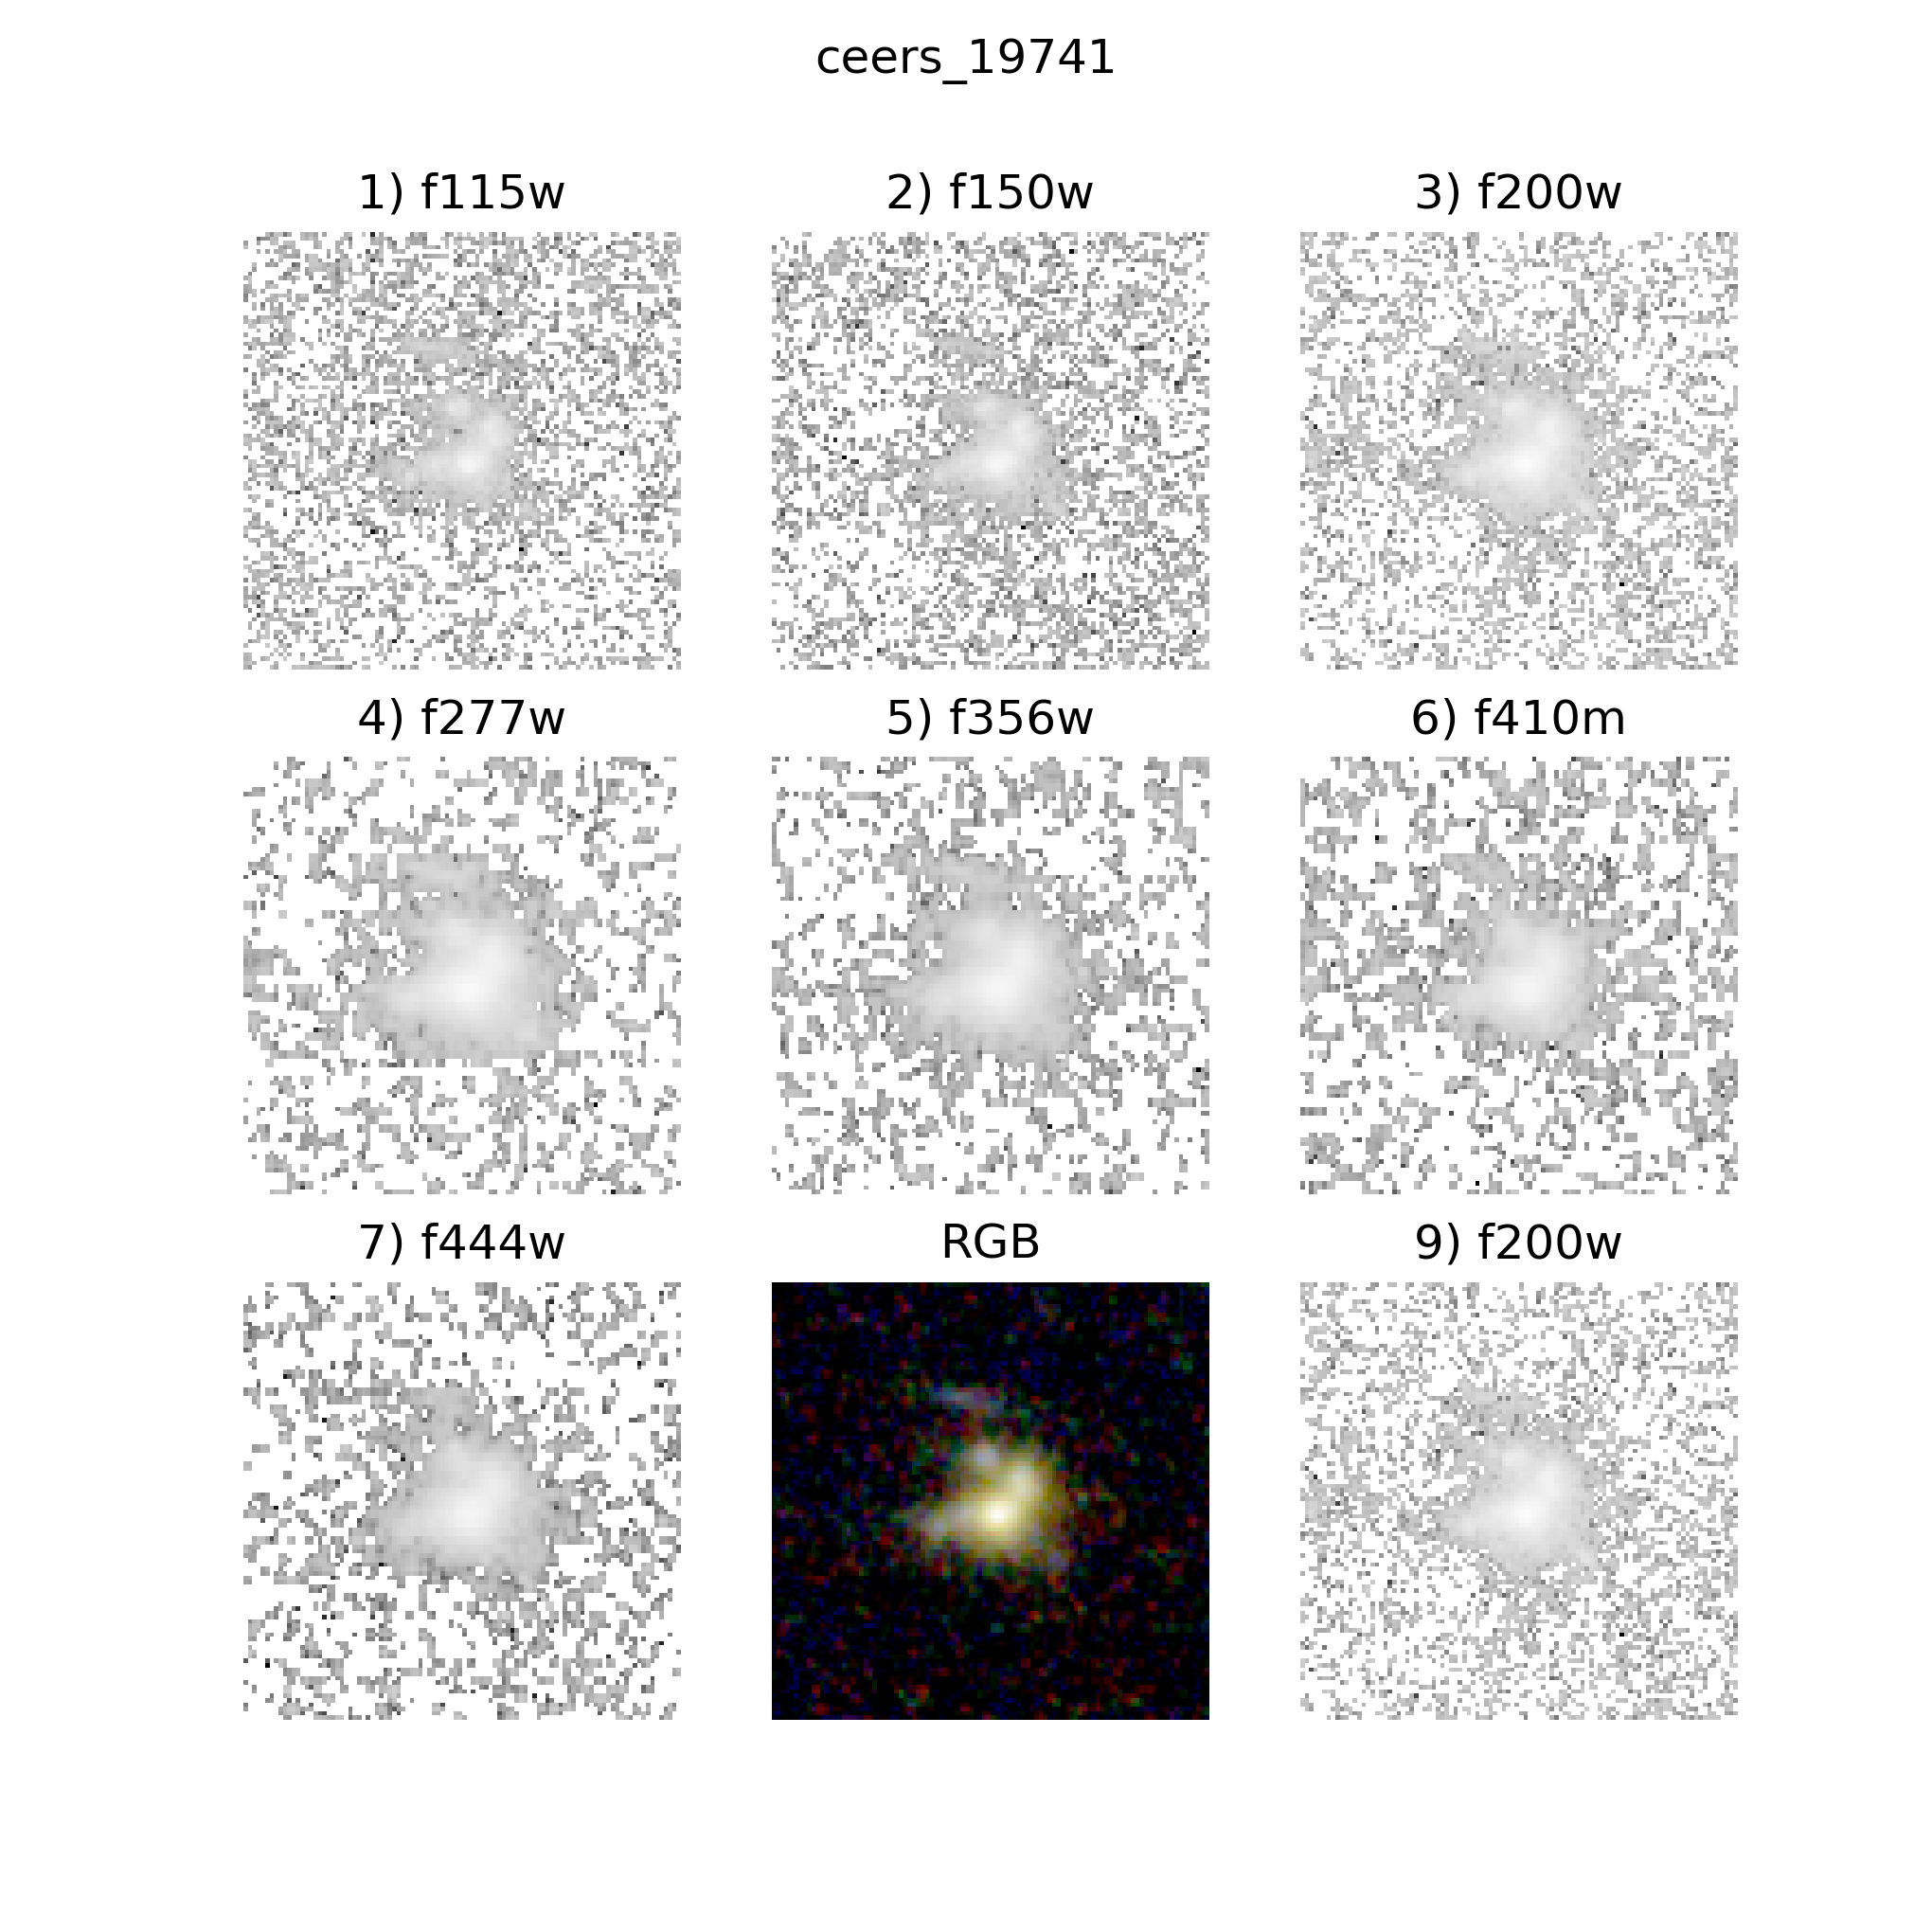 ceers_19741
1) f115w
2) f150w
3) f200w
4) f277w
5) f356w
6) f410m
7) f444w
RGB
9) f200w